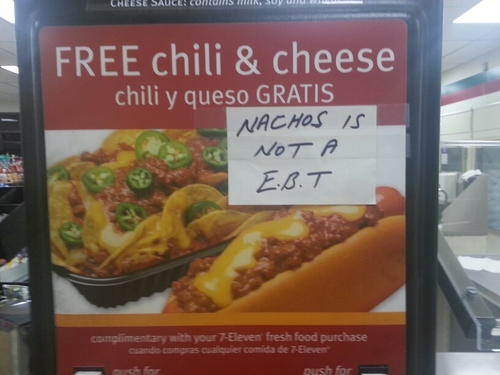 CHEESE SAUCE: contains milk, soy and wheat
FREE chili & cheese
chili y queso GRATIS
NACHOS IS
NOT A
E.B.T
complimentary with your 7-Eleven® fresh food purchase
cuando compras cualquier comida de 7-Eleven®
push for
push for